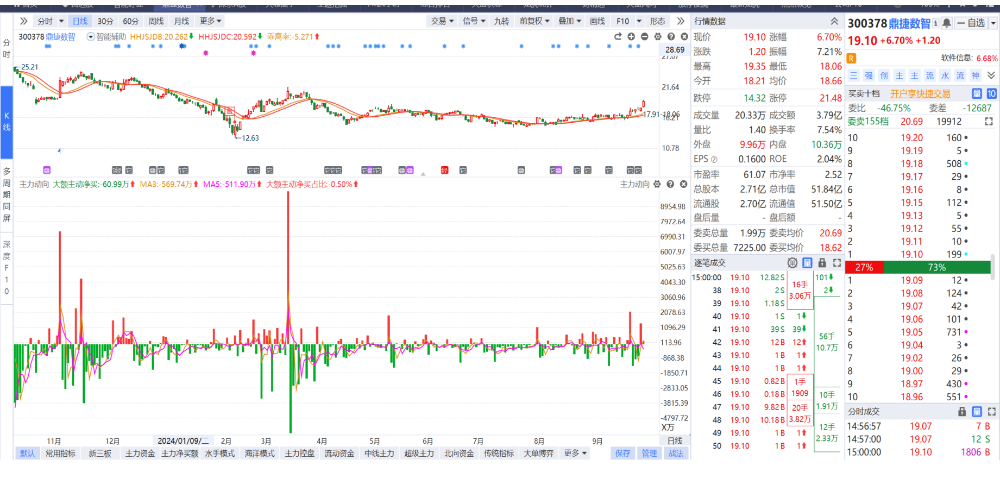 分时 日线 30分 60分 周线 月线 更多 交易 信号 九转 前复权 叠加 画线 F10 形态
300378 鼎捷数智 智能辅助 HHJSJDB:20.262 HHJSJDC:20.592 乖离率:-5.271
28.69
27.07
25.21
21.64
17.91-18.06
16.21
12.63
10.78
分时
K线
多周期同屏
深度F10
主力动向 大额主动净买:-60.99万 MA3:-569.74万 MA5:-511.90万 大额主动净买占比:-0.50% 主力动向
8954.98
7972.64
6990.31
6007.97
5025.63
4043.30
3060.96
2078.63
1096.29
113.96
-868.38
-1850.71
-2833.05
-3815.39
-4797.72
X万
11月 12月 2024/01/09/二 2月 3月 4月 5月 6月 7月 8月 9月 日线
默认 常用指标 新三板 主力资金 主力净买额 水手模式 海洋模式 主力控盘 流动资金 中线主力 超级主力 北向资金 传统指标 大单博弈 更多 保存 管理 战法
行情数据
现价 19.10 涨幅 6.70%
涨跌 1.20 振幅 7.21%
最高 19.35 最低 18.06
今开 18.21 均价 18.66
跌停 14.32 涨停 21.48
成交量 20.33万 成交额 3.79亿
量比 1.40 换手率 7.54%
外盘 9.96万 内盘 10.36万
EPS ② 0.1600 ROE 2.04%
市盈率 61.07 市净率 2.52
总股本 2.71亿 总市值 51.84亿
流通股 2.70亿 流通值 51.50亿
盘后量 - 盘后额 -
委卖总量 1.99万 委卖均价 20.69
委买总量 7225.00 委买均价 18.62
逐笔成交 量
15:00:00 19.10 12.82 S 101
38 19.10 2 S 2
39 19.10 1.18 S
40 19.10 1 S 1
41 19.10 39 S 39
42 19.10 12 B 12
43 19.10 1 B 1
44 19.10 1 B 1
45 19.10 0.82 B
46 19.10 0.18 B
47 19.10 9.82 B
48 19.10 10.18 B
49 19.10 1 B 1
50 19.10 1 B 1
16手
3.06万
56手
10.7万
1手
1909
20手
3.82万
10手
1.91万
12手
2.33万
300378 鼎捷数智 自选
19.10 +6.70% +1.20
R 软件信息: 6.68%
三 强 创 主 主 流 水 流 神
买卖十档 开户享快捷交易 量 10
委比 -46.75% 委差 -12687
委卖155档 20.69 19912
10 19.20 160
9 19.19 5
8 19.18 508
7 19.17 29
6 19.16 8
5 19.15 112
4 19.13 5
3 19.12 55
2 19.11 10
1 19.10 199
27% 73%
1 19.09 12
2 19.08 124
3 19.07 42
4 19.06 101
5 19.05 731
6 19.04 3
7 19.02 26
8 19.00 29
9 18.97 430
10 18.96 551
分时成交 量
14:56:57 19.07 7 B
14:57:00 19.07 12 S
15:00:00 19.10 1806 B